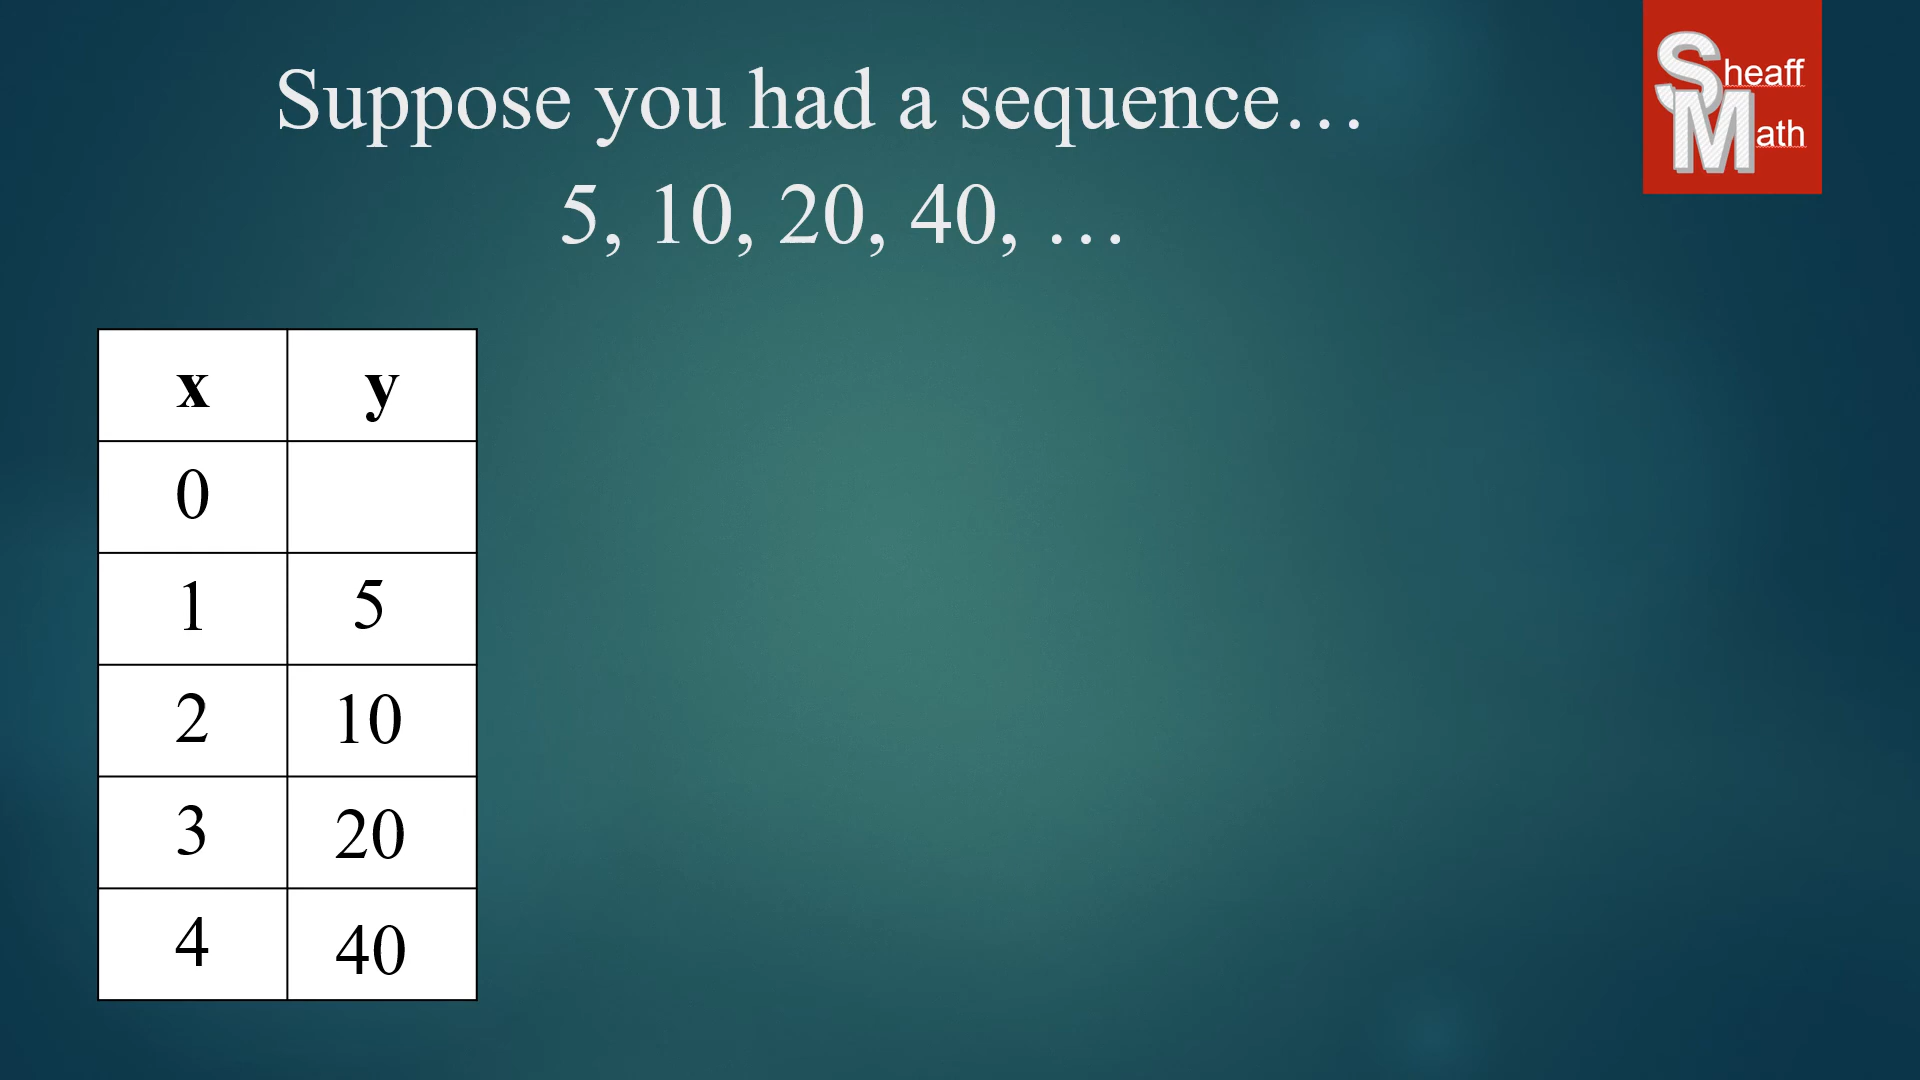 Suppose you had a sequence…
5, 10, 20, 40, …
Sheaff
Math
x y
0
1 5
2 10
3 20
4 40